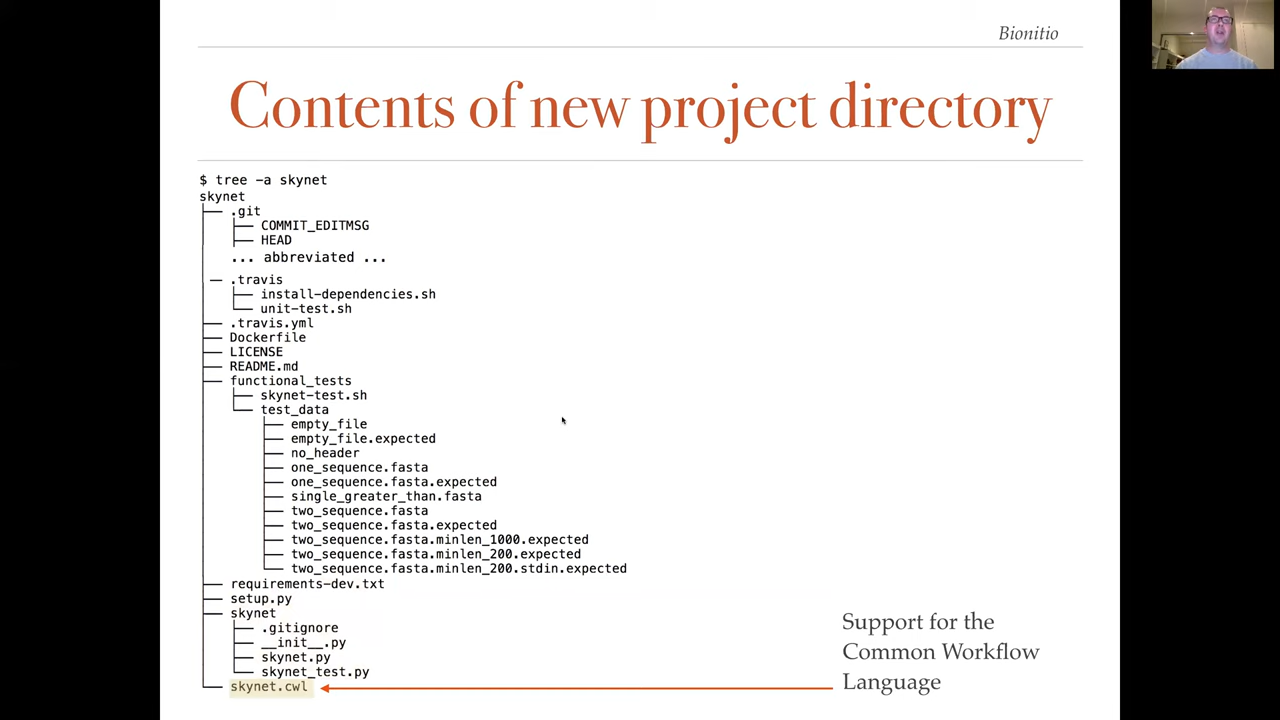 Bionitio
Contents of new project directory
$ tree -a skynet
skynet
├── .git
│   ├── COMMIT_EDITMSG
│   ├── HEAD
│   ... abbreviated ...
── .travis
│   ├── install-dependencies.sh
│   └── unit-test.sh
├── .travis.yml
├── Dockerfile
├── LICENSE
├── README.md
├── functional_tests
│   ├── skynet-test.sh
│   └── test_data
│       ├── empty_file
│       ├── empty_file.expected
│       ├── no_header
│       ├── one_sequence.fasta
│       ├── one_sequence.fasta.expected
│       ├── single_greater_than.fasta
│       ├── two_sequence.fasta
│       ├── two_sequence.fasta.expected
│       ├── two_sequence.fasta.minlen_1000.expected
│       ├── two_sequence.fasta.minlen_200.expected
│       └── two_sequence.fasta.minlen_200.stdin.expected
├── requirements-dev.txt
├── setup.py
├── skynet
│   ├── .gitignore
│   ├── __init__.py
│   ├── skynet.py
│   └── skynet_test.py
└── skynet.cwl
Support for the
Common Workflow
Language